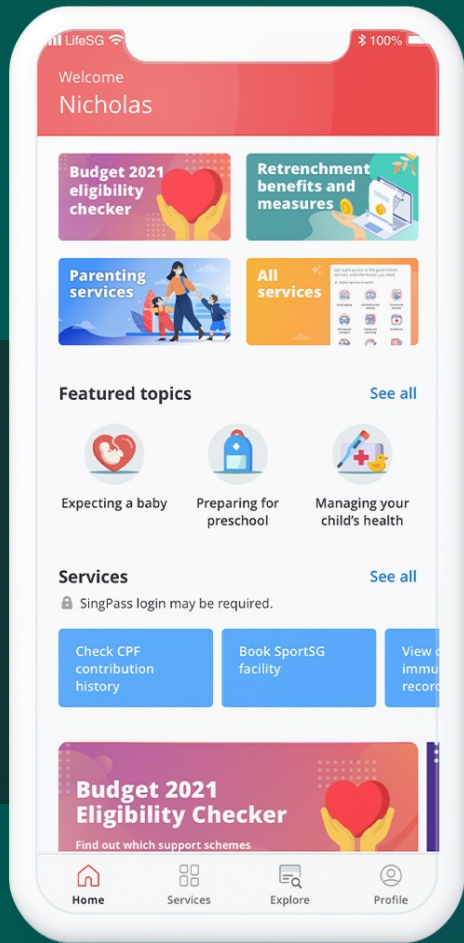 LifeSG
100%
Welcome
Nicholas
Budget 2021
eligibility
checker
Retrenchment
benefits and
measures
Parenting
services
All
services
Featured topics
See all
Expecting a baby
Preparing for
preschool
Managing your
child's health
Services
See all
SingPass login may be required.
Check CPF
contribution
history
Book SportSG
facility
View
Budget 2021
Eligibility Checker
Find out which support schemes
Home
Services
Explore
Profile